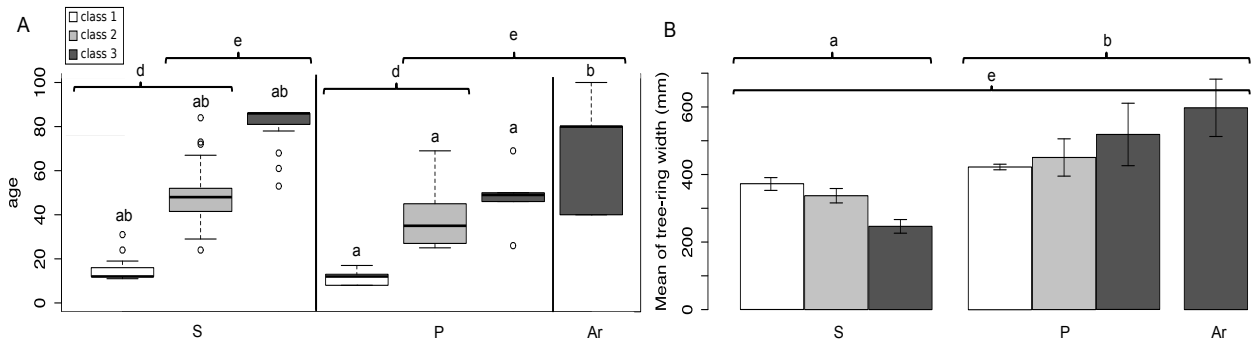 A
class 1
class 2
class 3
d
e
d
e
ab
ab
ab
a
a
a
b
age
0
20
40
60
80
100
S
P
Ar
B
a
b
e
Mean of tree-ring width (mm)
0
200
400
600
S
P
Ar